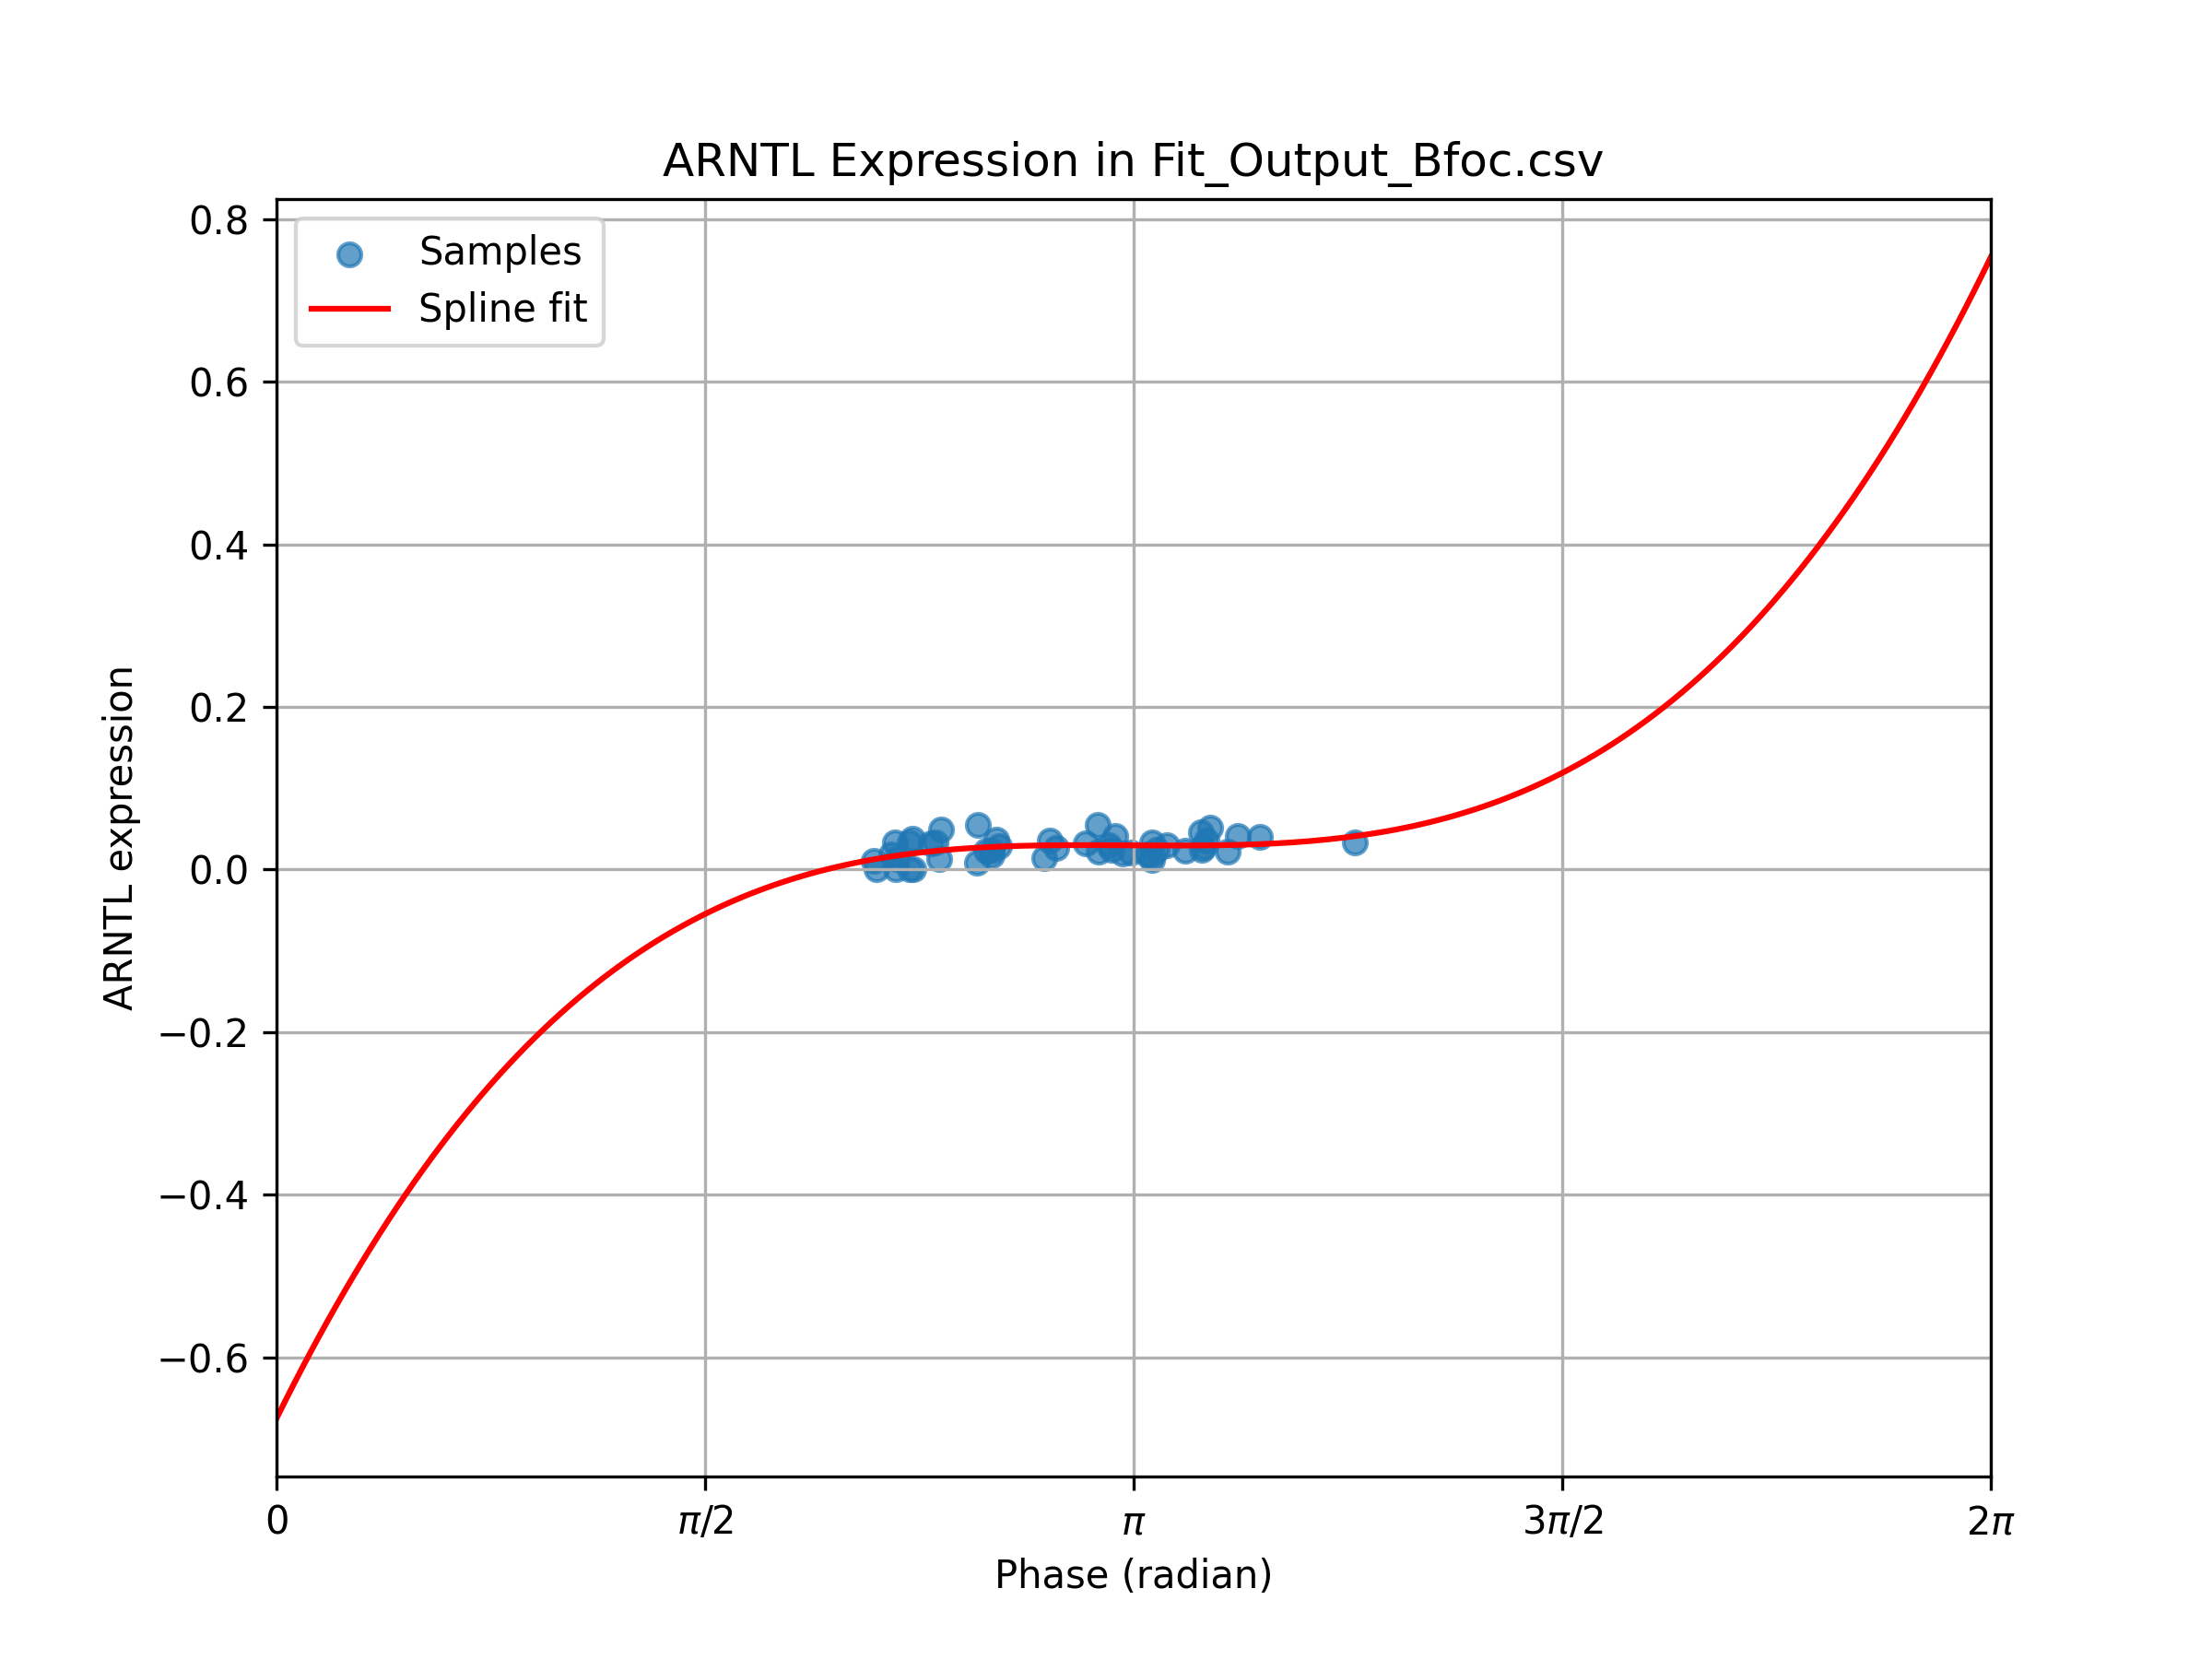 ARNTL Expression in Fit_Output_Bfoc.csv
Samples
Spline fit
0.8
0.6
0.4
0.2
0.0
−0.2
−0.4
−0.6
ARNTL expression
0 π/2 π 3π/2 2π
Phase (radian)